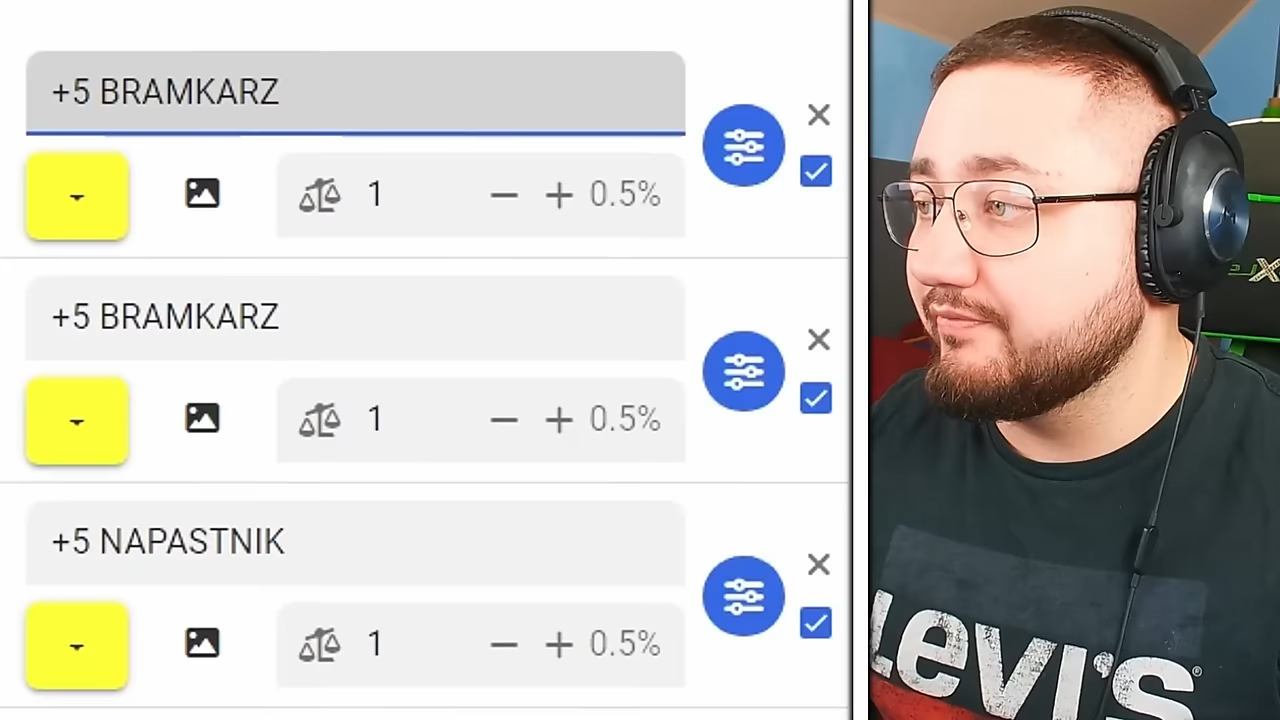 +5 BRAMKARZ
1
0.5%
+5 BRAMKARZ
1
0.5%
+5 NAPASTNIK
1
0.5%
Levi's®